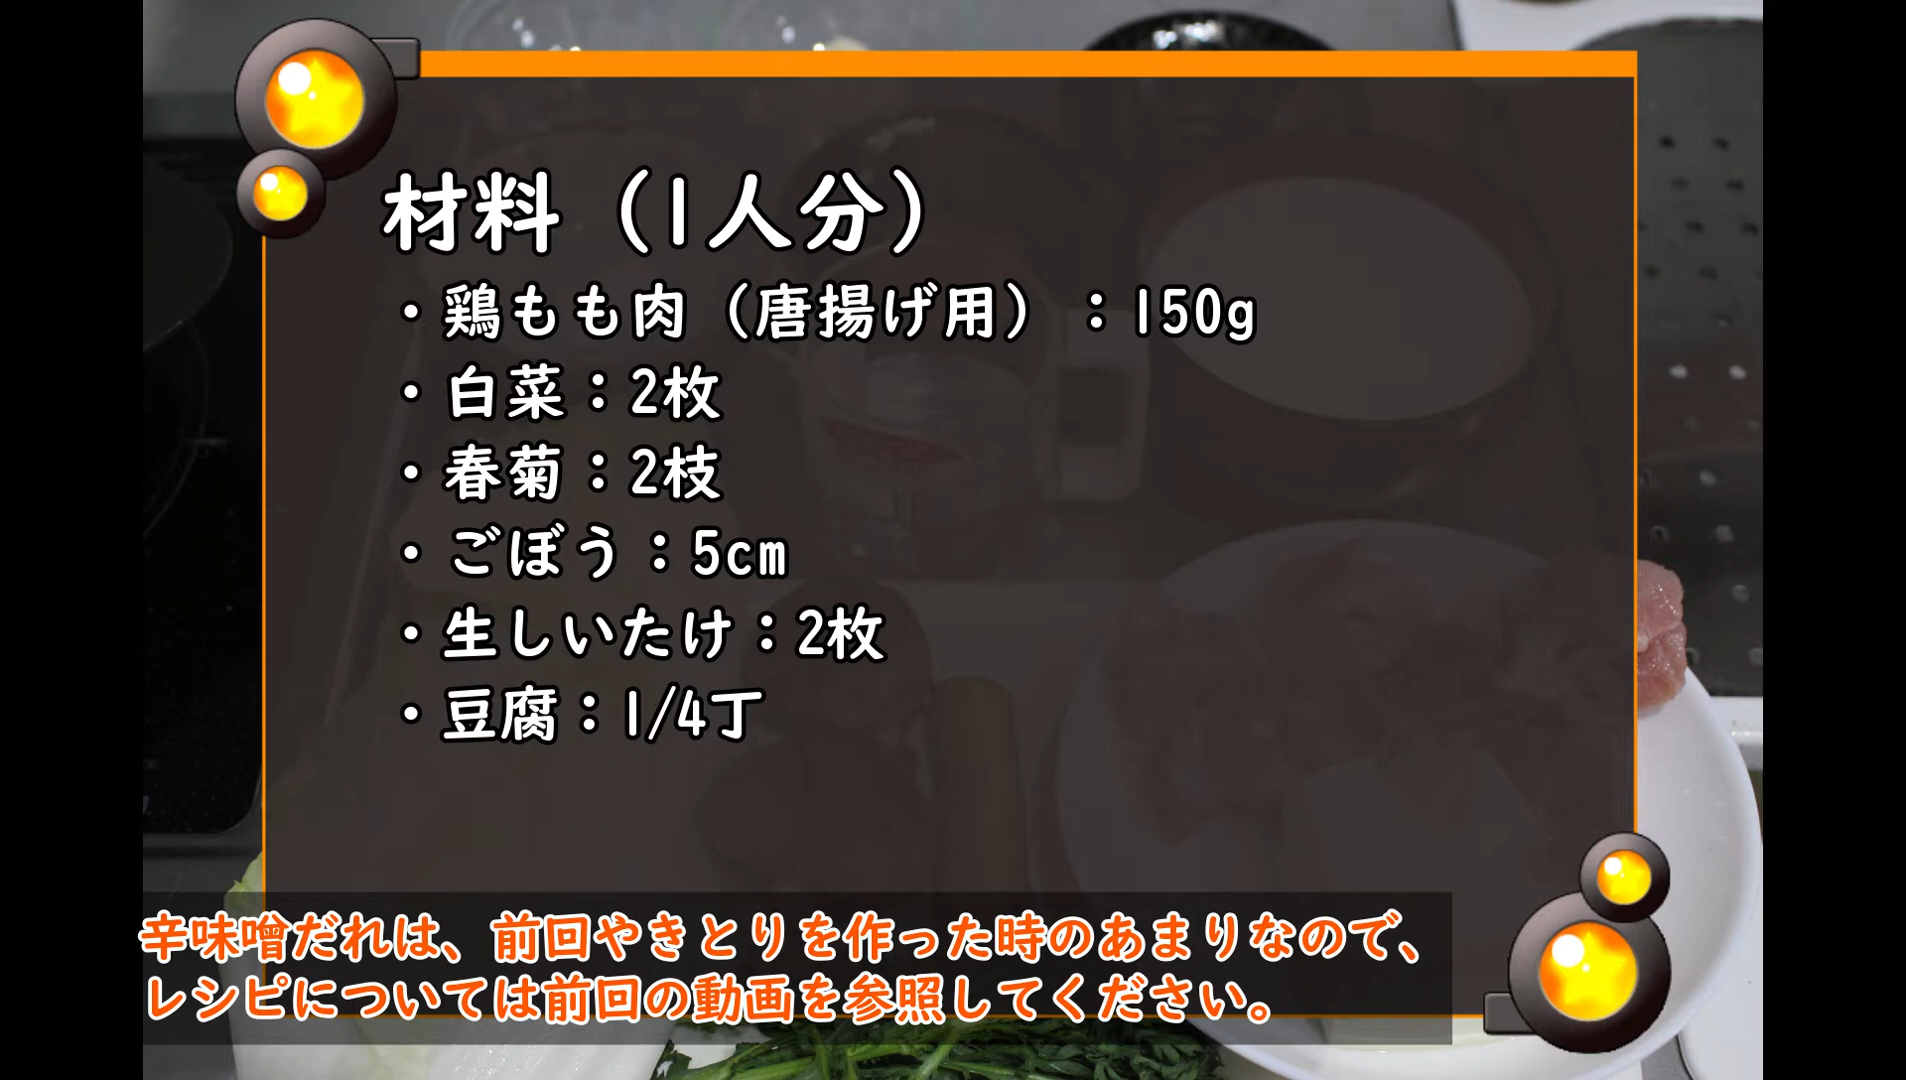 材料（1人分）
・鶏もも肉（唐揚げ用）：150g
・白菜：2枚
・春菊：2枝
・ごぼう：5cm
・生しいたけ：2枚
・豆腐：1/4丁
辛味噌だれは、前回やきとりを作った時のあまりなので、
レシピについては前回の動画を参照してください。